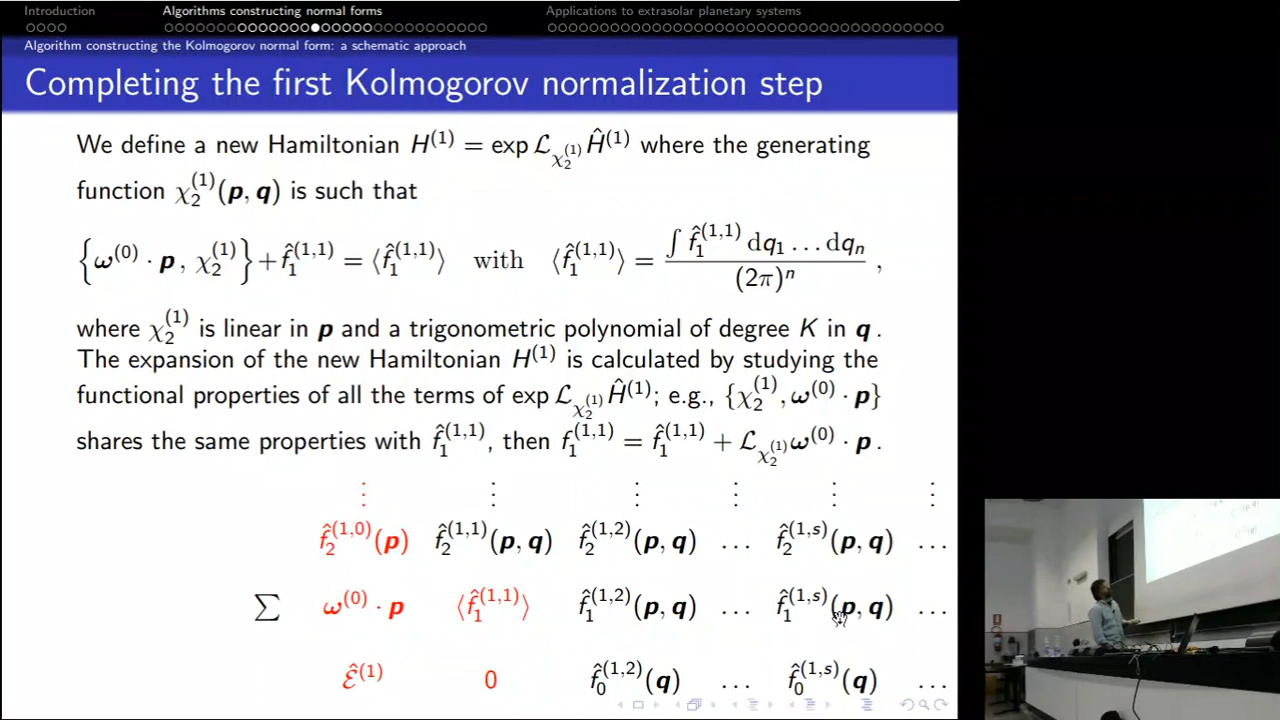 Introduction Algorithms constructing normal forms Applications to extrasolar planetary systems
Algorithm constructing the Kolmogorov normal form: a schematic approach
Completing the first Kolmogorov normalization step
We define a new Hamiltonian H^{(1)} = exp ℒ_{χ_2^{(1)}} Ĥ^{(1)} where the generating
function χ_2^{(1)}(p, q) is such that
{ω^{(0)} · p , χ_2^{(1)}} + f̂_1^{(1,1)} = ⟨f̂_1^{(1,1)}⟩ with ⟨f̂_1^{(1,1)}⟩ = ∫ f̂_1^{(1,1)} dq_1 … dq_n / (2π)^n ,
where χ_2^{(1)} is linear in p and a trigonometric polynomial of degree K in q .
The expansion of the new Hamiltonian H^{(1)} is calculated by studying the
functional properties of all the terms of exp ℒ_{χ_2^{(1)}} Ĥ^{(1)}; e.g., {χ_2^{(1)}, ω^{(0)} · p}
shares the same properties with f̂_1^{(1,1)}, then f_1^{(1,1)} = f̂_1^{(1,1)} + ℒ_{χ_2^{(1)}} ω^{(0)} · p .
⋮ ⋮ ⋮ ⋮ ⋮ ⋮
f̂_2^{(1,0)}(p) f̂_2^{(1,1)}(p, q) f̂_2^{(1,2)}(p, q) … f̂_2^{(1,s)}(p, q) …
∑ ω^{(0)} · p ⟨f̂_1^{(1,1)}⟩ f̂_1^{(1,2)}(p, q) … f̂_1^{(1,s)}(p, q) …
ℰ̂^{(1)} 0 f̂_0^{(1,2)}(q) … f̂_0^{(1,s)}(q) …